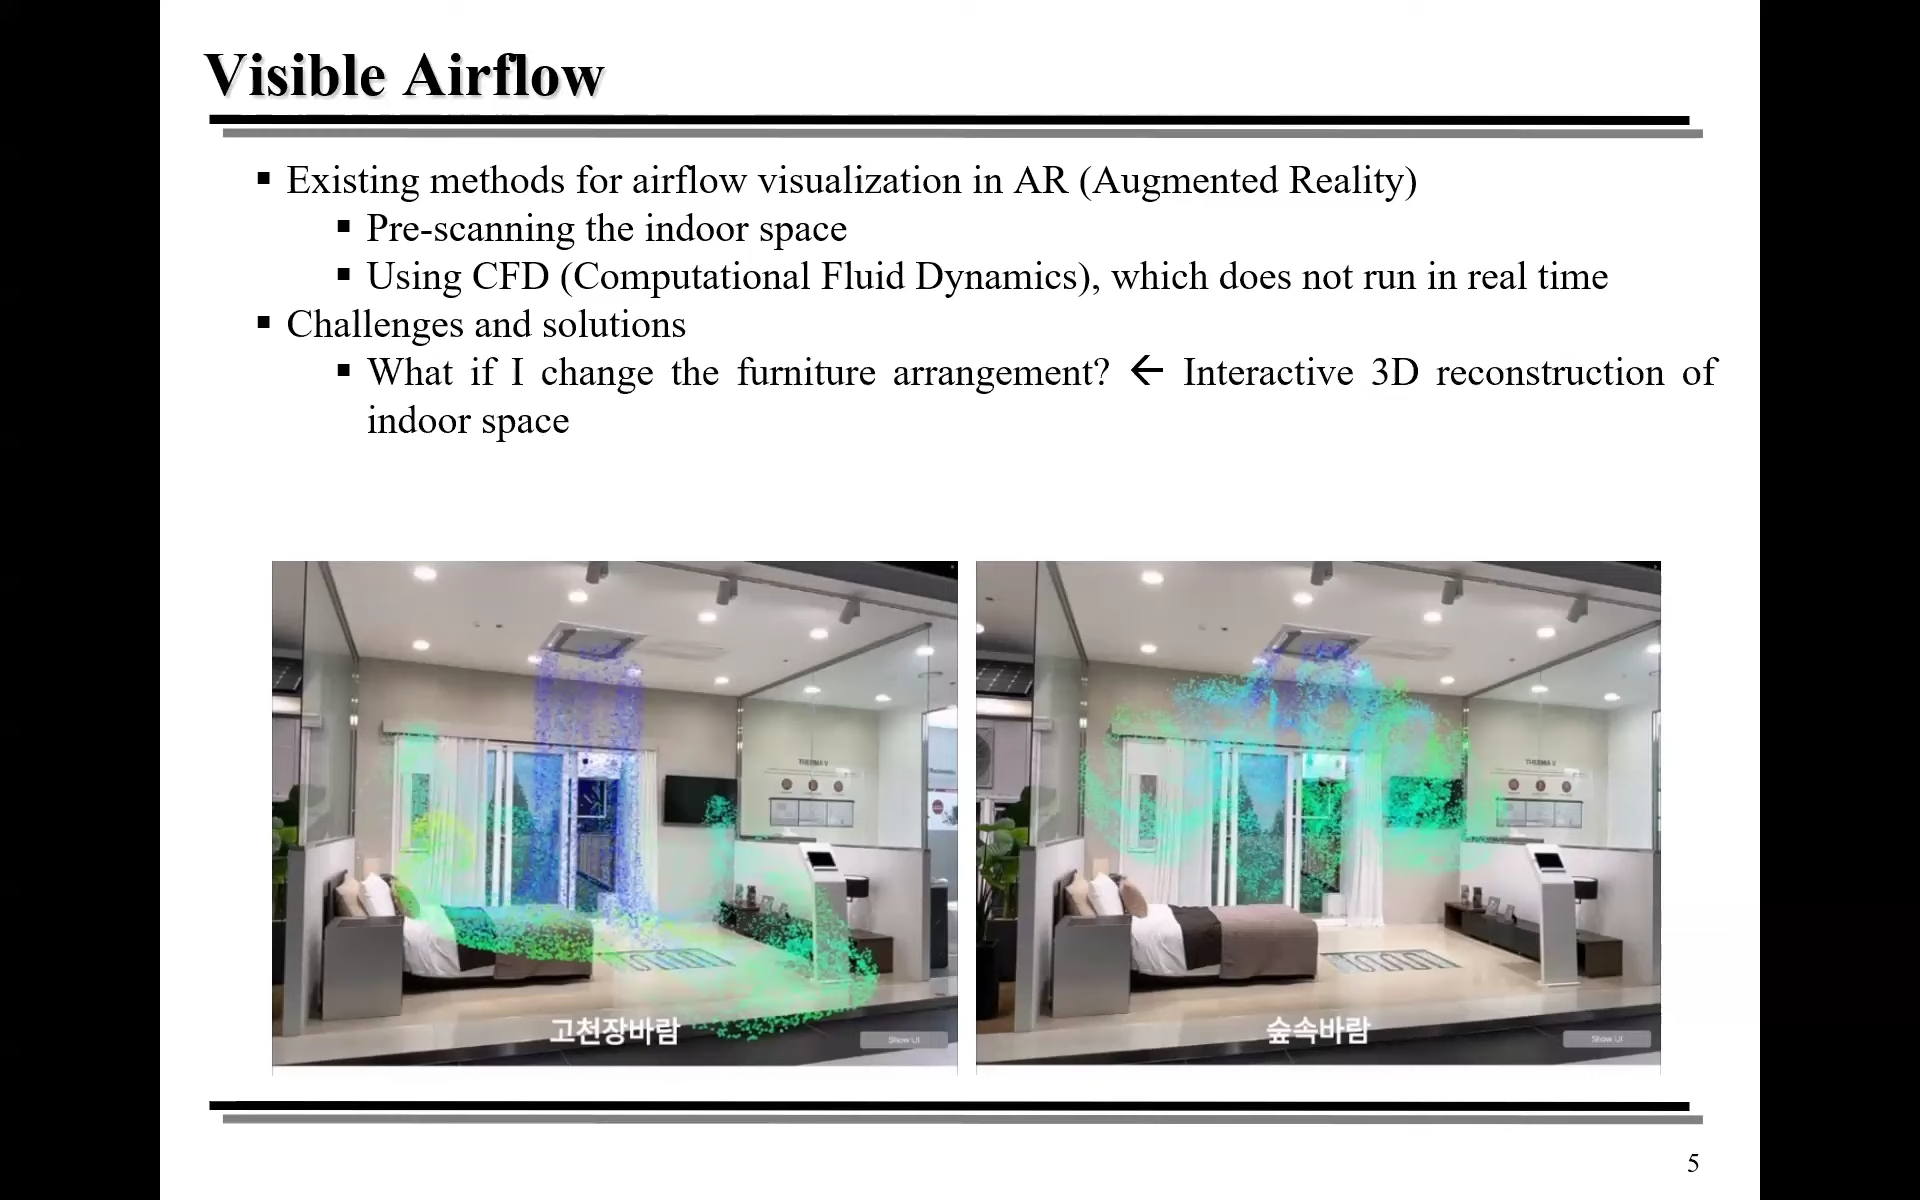 Visible Airflow
▪ Existing methods for airflow visualization in AR (Augmented Reality)
▪ Pre-scanning the indoor space
▪ Using CFD (Computational Fluid Dynamics), which does not run in real time
▪ Challenges and solutions
▪ What if I change the furniture arrangement? ← Interactive 3D reconstruction of
indoor space
THERMA V
고천장바람
Show UI
THERMA V
숲속바람
Show UI
5